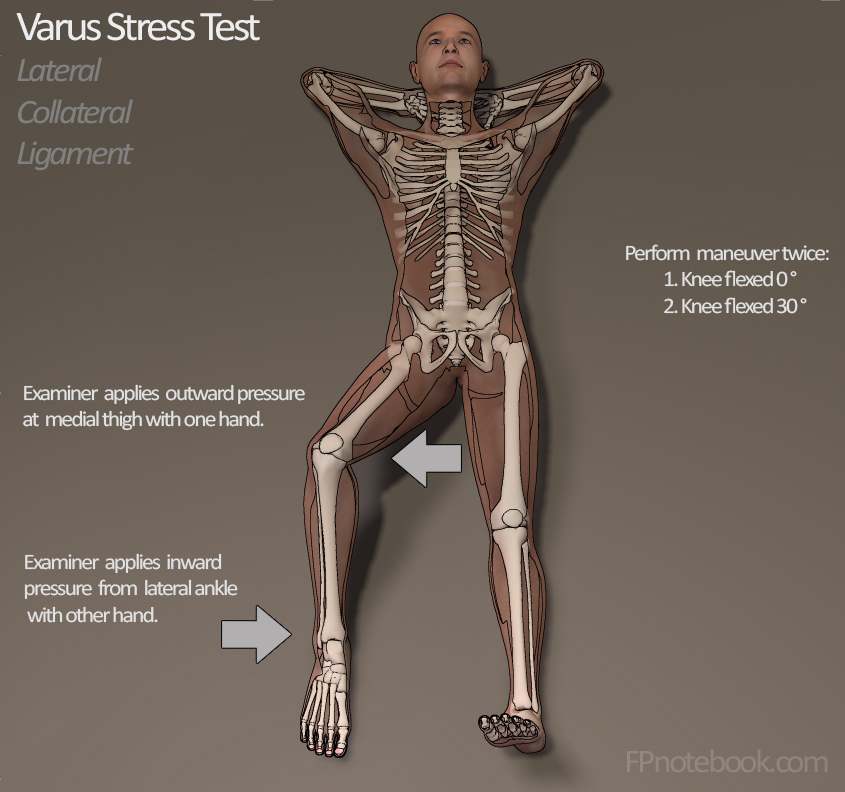 Varus Stress Test
Lateral
Collateral
Ligament
Perform maneuver twice:
1. Knee flexed 0°
2. Knee flexed 30°
Examiner applies outward pressure
at medial thigh with one hand.
Examiner applies inward
pressure from lateral ankle
with other hand.
FPnotebook.com